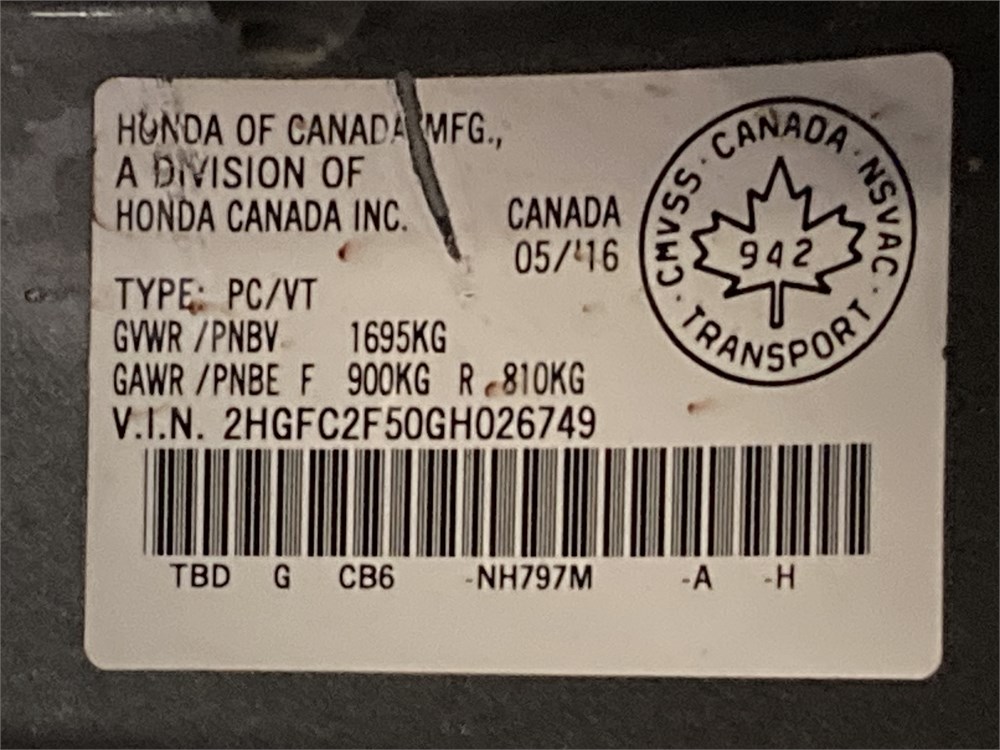 HONDA OF CANADA MFG.,
A DIVISION OF
HONDA CANADA INC.
CANADA
05/'16
CMVSS · CANADA · NSVAC · TRANSPORT ·
942
TYPE: PC/VT
GVWR /PNBV 1695KG
GAWR /PNBE F 900KG R 810KG
V.I.N. 2HGFC2F50GH026749
TBD G CB6 -NH797M -A -H